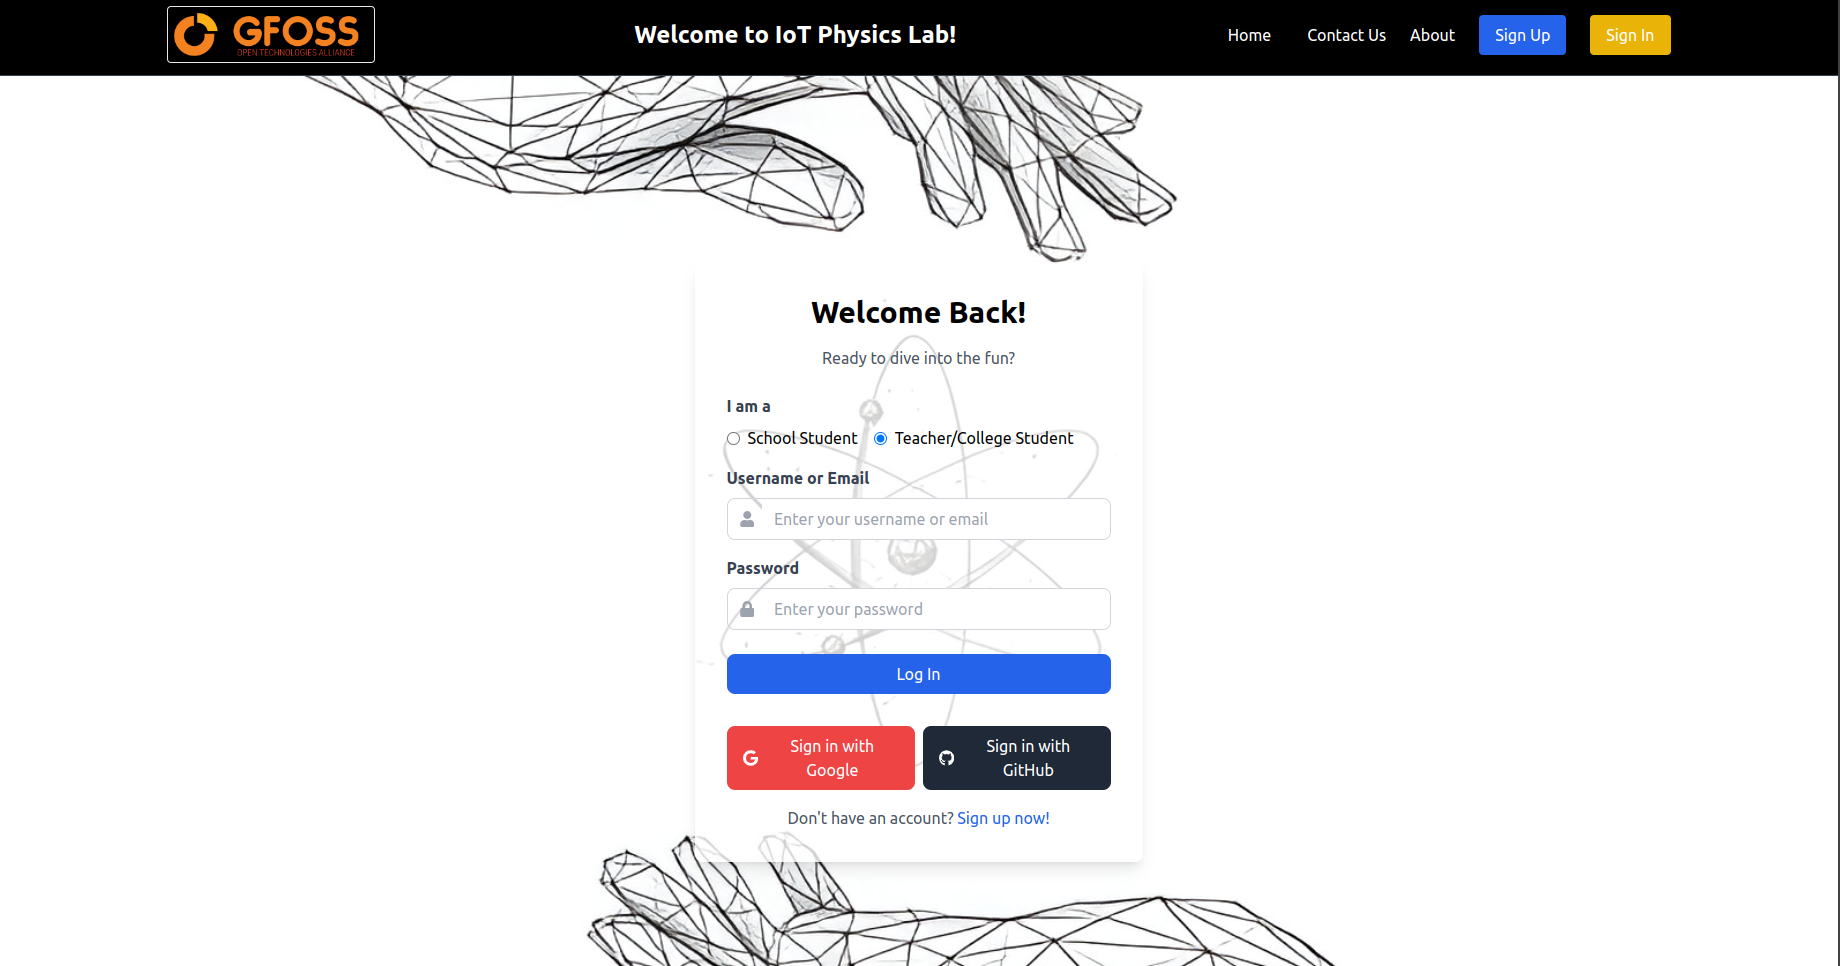 GFOSS
OPEN TECHNOLOGIES ALLIANCE
Welcome to IoT Physics Lab!
Home Contact Us About Sign Up Sign In
Welcome Back!
Ready to dive into the fun?
I am a
School Student Teacher/College Student
Username or Email
Enter your username or email
Password
Enter your password
Log In
Sign in with
Google
Sign in with
GitHub
Don't have an account? Sign up now!